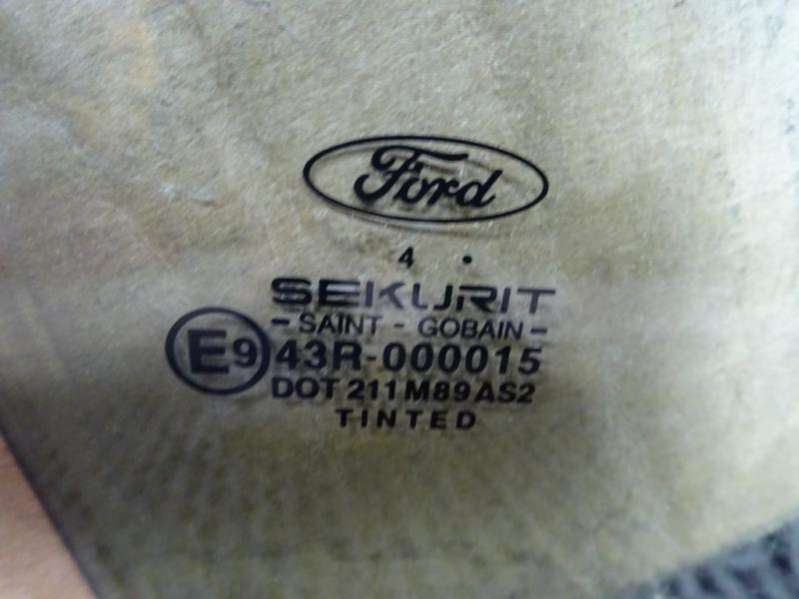 Ford
4 .
SEKURIT
- SAINT - GOBAIN -
E9 43R-000015
DOT 211 M89 AS2
TINTED